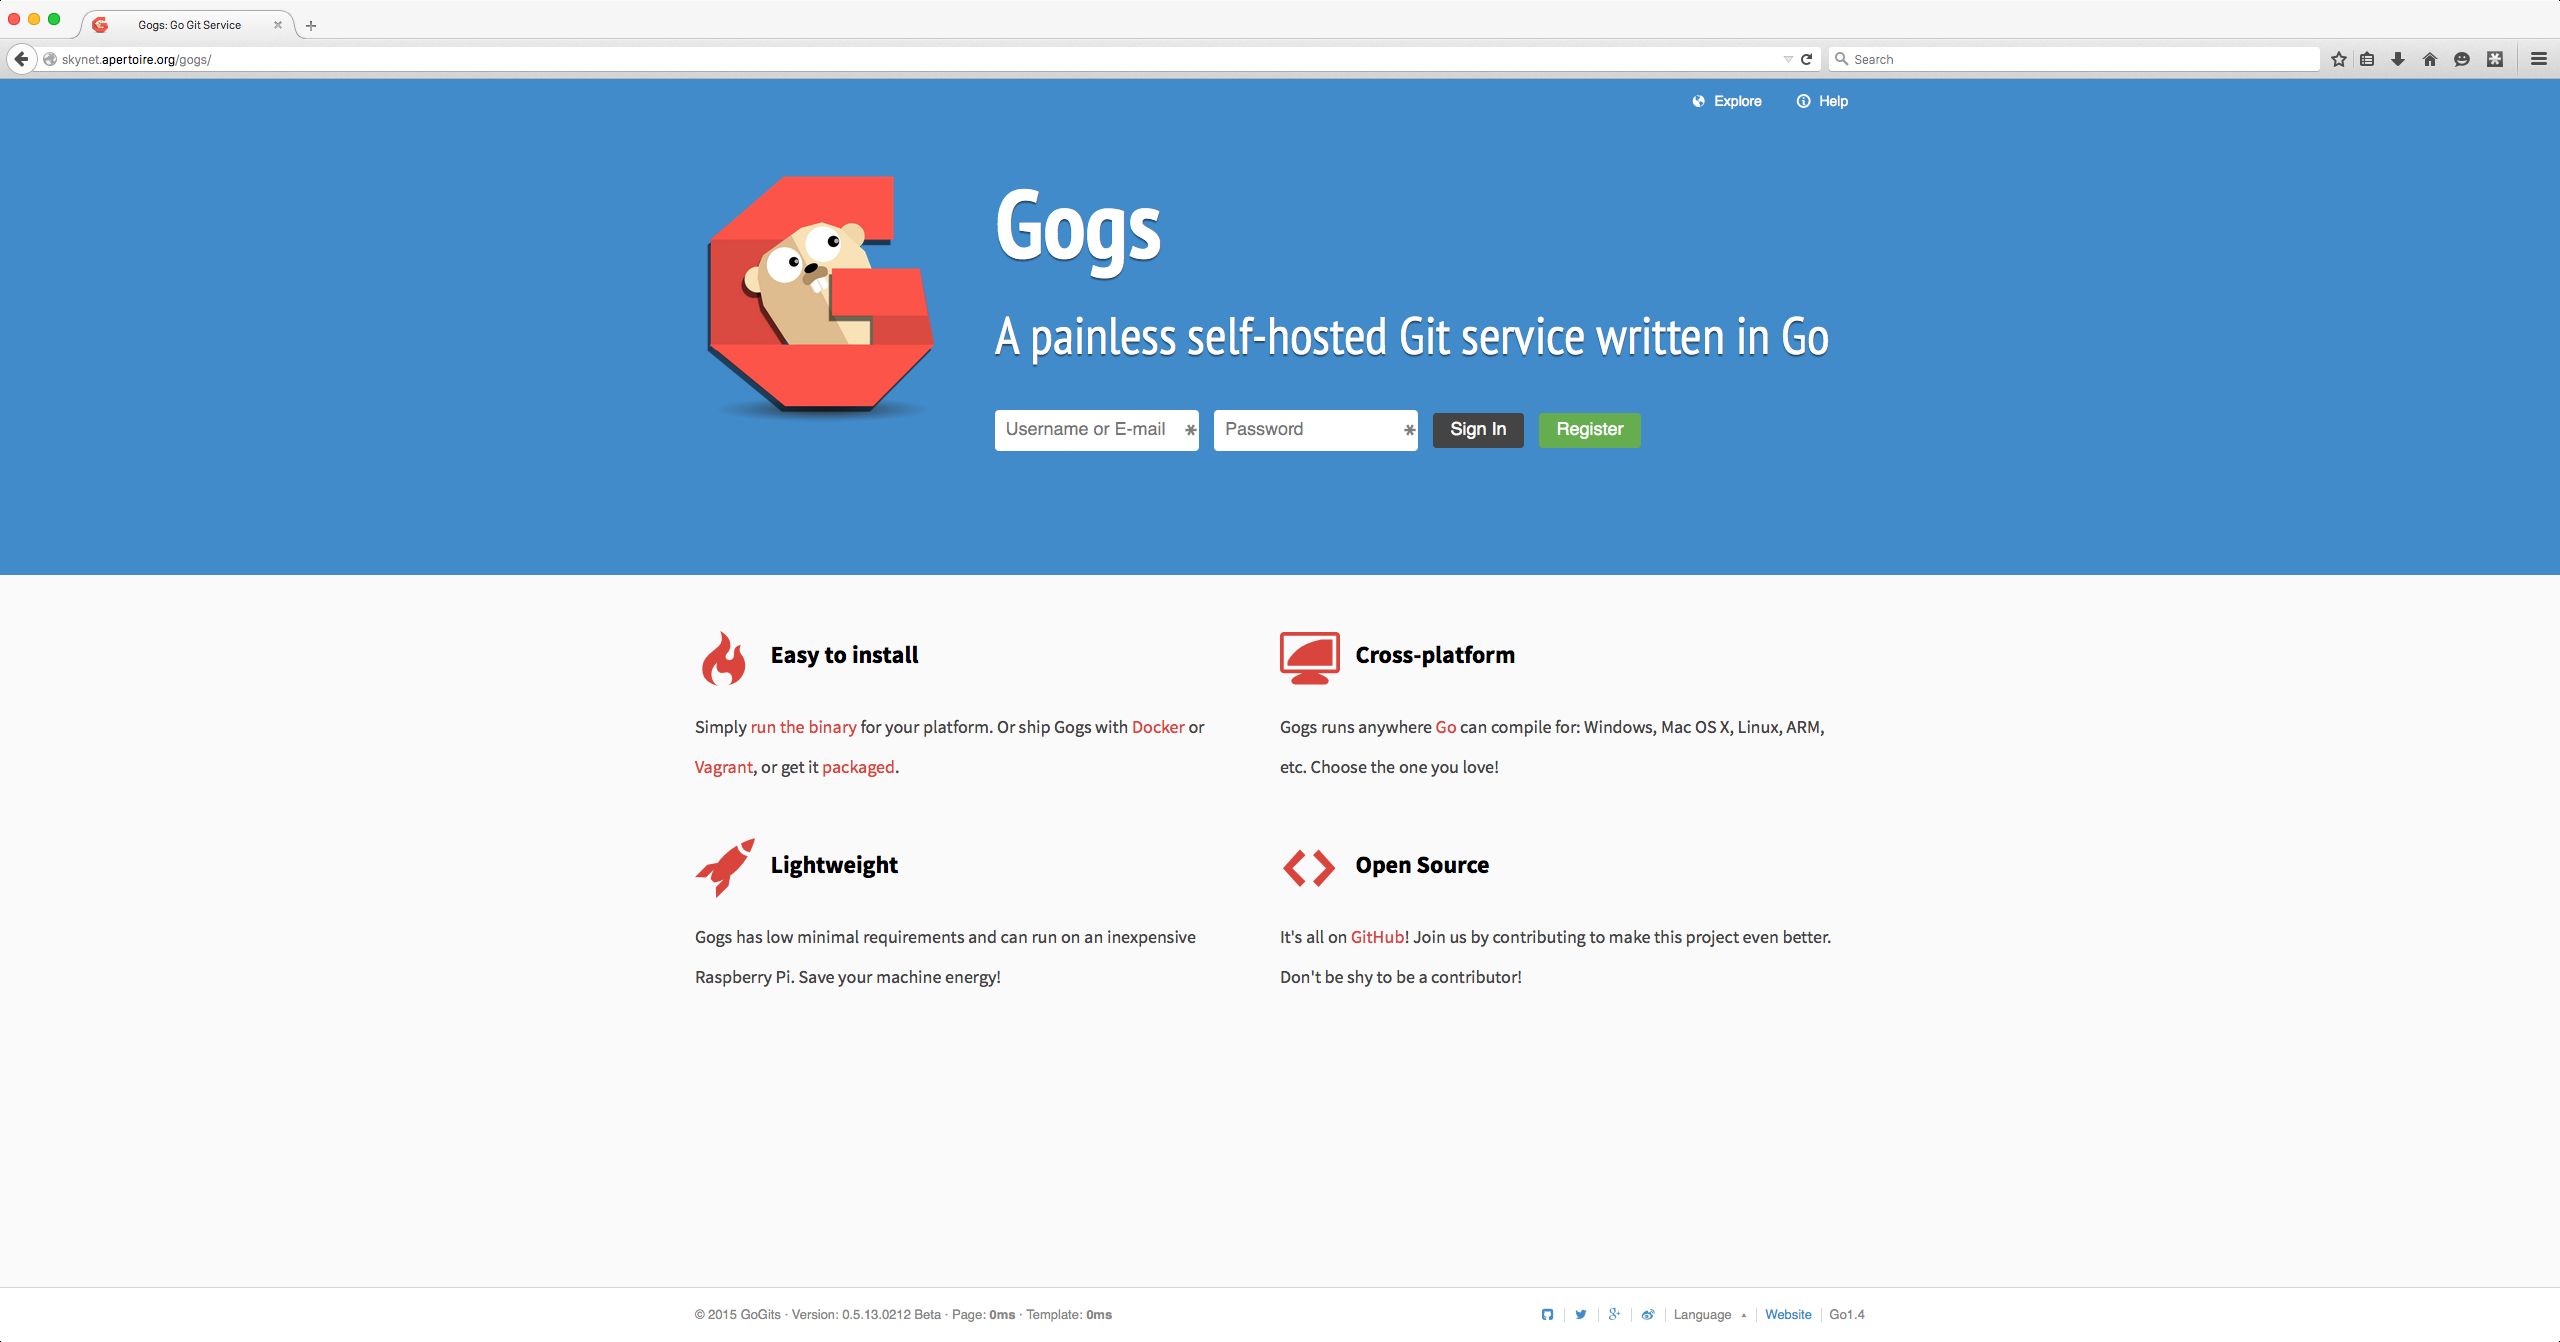 Gogs: Go Git Service
skynet.apertoire.org/gogs/
Search
Explore
Help
Gogs
A painless self-hosted Git service written in Go
Username or E-mail
Password
Sign In
Register
Easy to install
Simply run the binary for your platform. Or ship Gogs with Docker or
Vagrant, or get it packaged.
Cross-platform
Gogs runs anywhere Go can compile for: Windows, Mac OS X, Linux, ARM,
etc. Choose the one you love!
Lightweight
Gogs has low minimal requirements and can run on an inexpensive
Raspberry Pi. Save your machine energy!
Open Source
It's all on GitHub! Join us by contributing to make this project even better.
Don't be shy to be a contributor!
© 2015 GoGits · Version: 0.5.13.0212 Beta · Page: 0ms · Template: 0ms
Language
Website
Go1.4